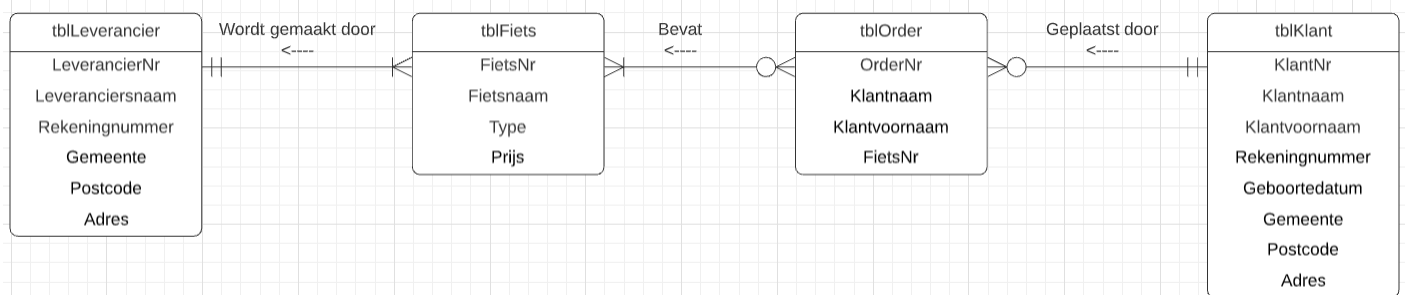 tblLeverancier
LeverancierNr
Leveranciersnaam
Rekeningnummer
Gemeente
Postcode
Adres
Wordt gemaakt door
<----
tblFiets
FietsNr
Fietsnaam
Type
Prijs
Bevat
<----
tblOrder
OrderNr
Klantnaam
Klantvoornaam
FietsNr
Geplaatst door
<----
tblKlant
KlantNr
Klantnaam
Klantvoornaam
Rekeningnummer
Geboortedatum
Gemeente
Postcode
Adres